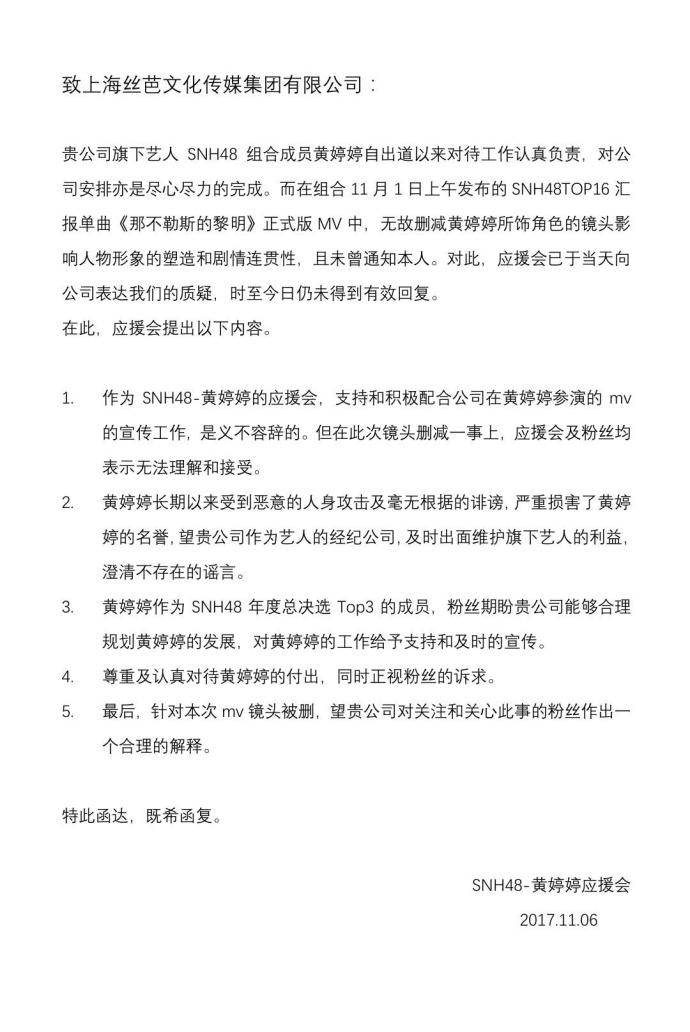 致上海丝芭文化传媒集团有限公司：
贵公司旗下艺人 SNH48 组合成员黄婷婷自出道以来对待工作认真负责，对公
司安排亦是尽心尽力的完成。而在组合 11 月 1 日上午发布的 SNH48TOP16 汇
报单曲《那不勒斯的黎明》正式版 MV 中，无故删减黄婷婷所饰角色的镜头影
响人物形象的塑造和剧情连贯性，且未曾通知本人。对此，应援会已于当天向
公司表达我们的质疑，时至今日仍未得到有效回复。
在此，应援会提出以下内容。
1. 作为 SNH48-黄婷婷的应援会，支持和积极配合公司在黄婷婷参演的 mv
的宣传工作，是义不容辞的。但在此次镜头删减一事上，应援会及粉丝均
表示无法理解和接受。
2. 黄婷婷长期以来受到恶意的人身攻击及毫无根据的诽谤，严重损害了黄婷
婷的名誉，望贵公司作为艺人的经纪公司，及时出面维护旗下艺人的利益，
澄清不存在的谣言。
3. 黄婷婷作为 SNH48 年度总决选 Top3 的成员，粉丝期盼贵公司能够合理
规划黄婷婷的发展，对黄婷婷的工作给予支持和及时的宣传。
4. 尊重及认真对待黄婷婷的付出，同时正视粉丝的诉求。
5. 最后，针对本次 mv 镜头被删，望贵公司对关注和关心此事的粉丝作出一
个合理的解释。
特此函达，既希函复。
SNH48-黄婷婷应援会
2017.11.06